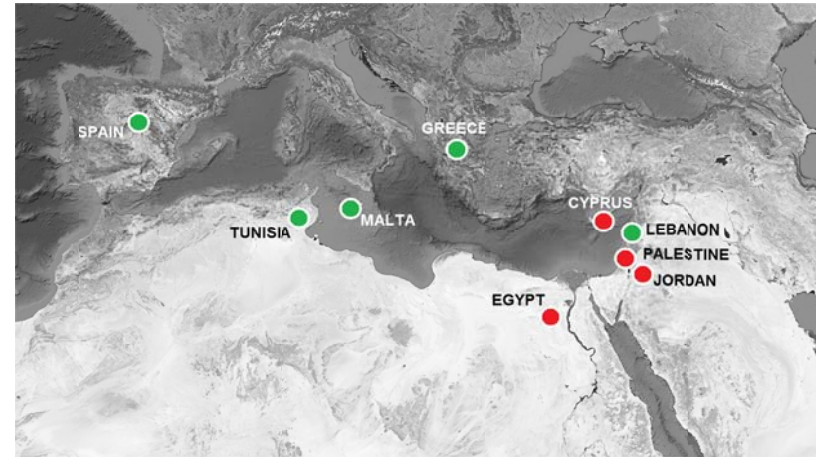 SPAIN
GREECE
CYPRUS
TUNISIA
MALTA
LEBANON
PALESTINE
JORDAN
EGYPT